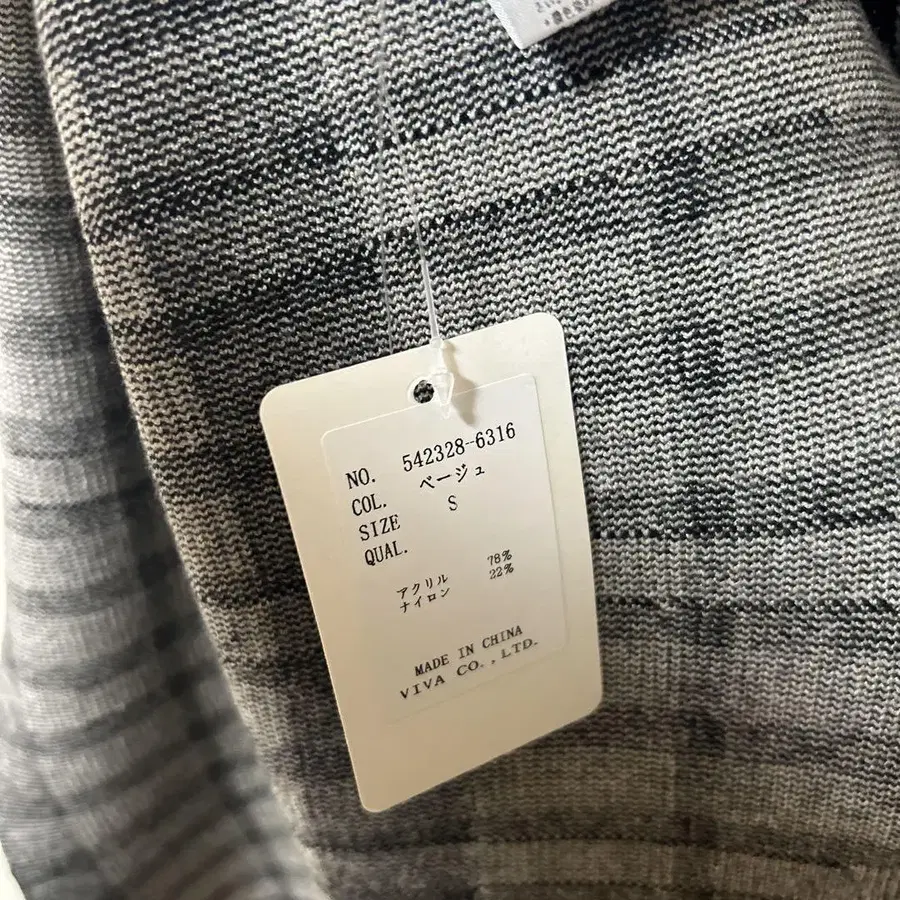 NO. 542328-6316
COL. ベージュ
SIZE S
QUAL.
アクリル 78%
ナイロン 22%
MADE IN CHINA
VIVA CO.,LTD.